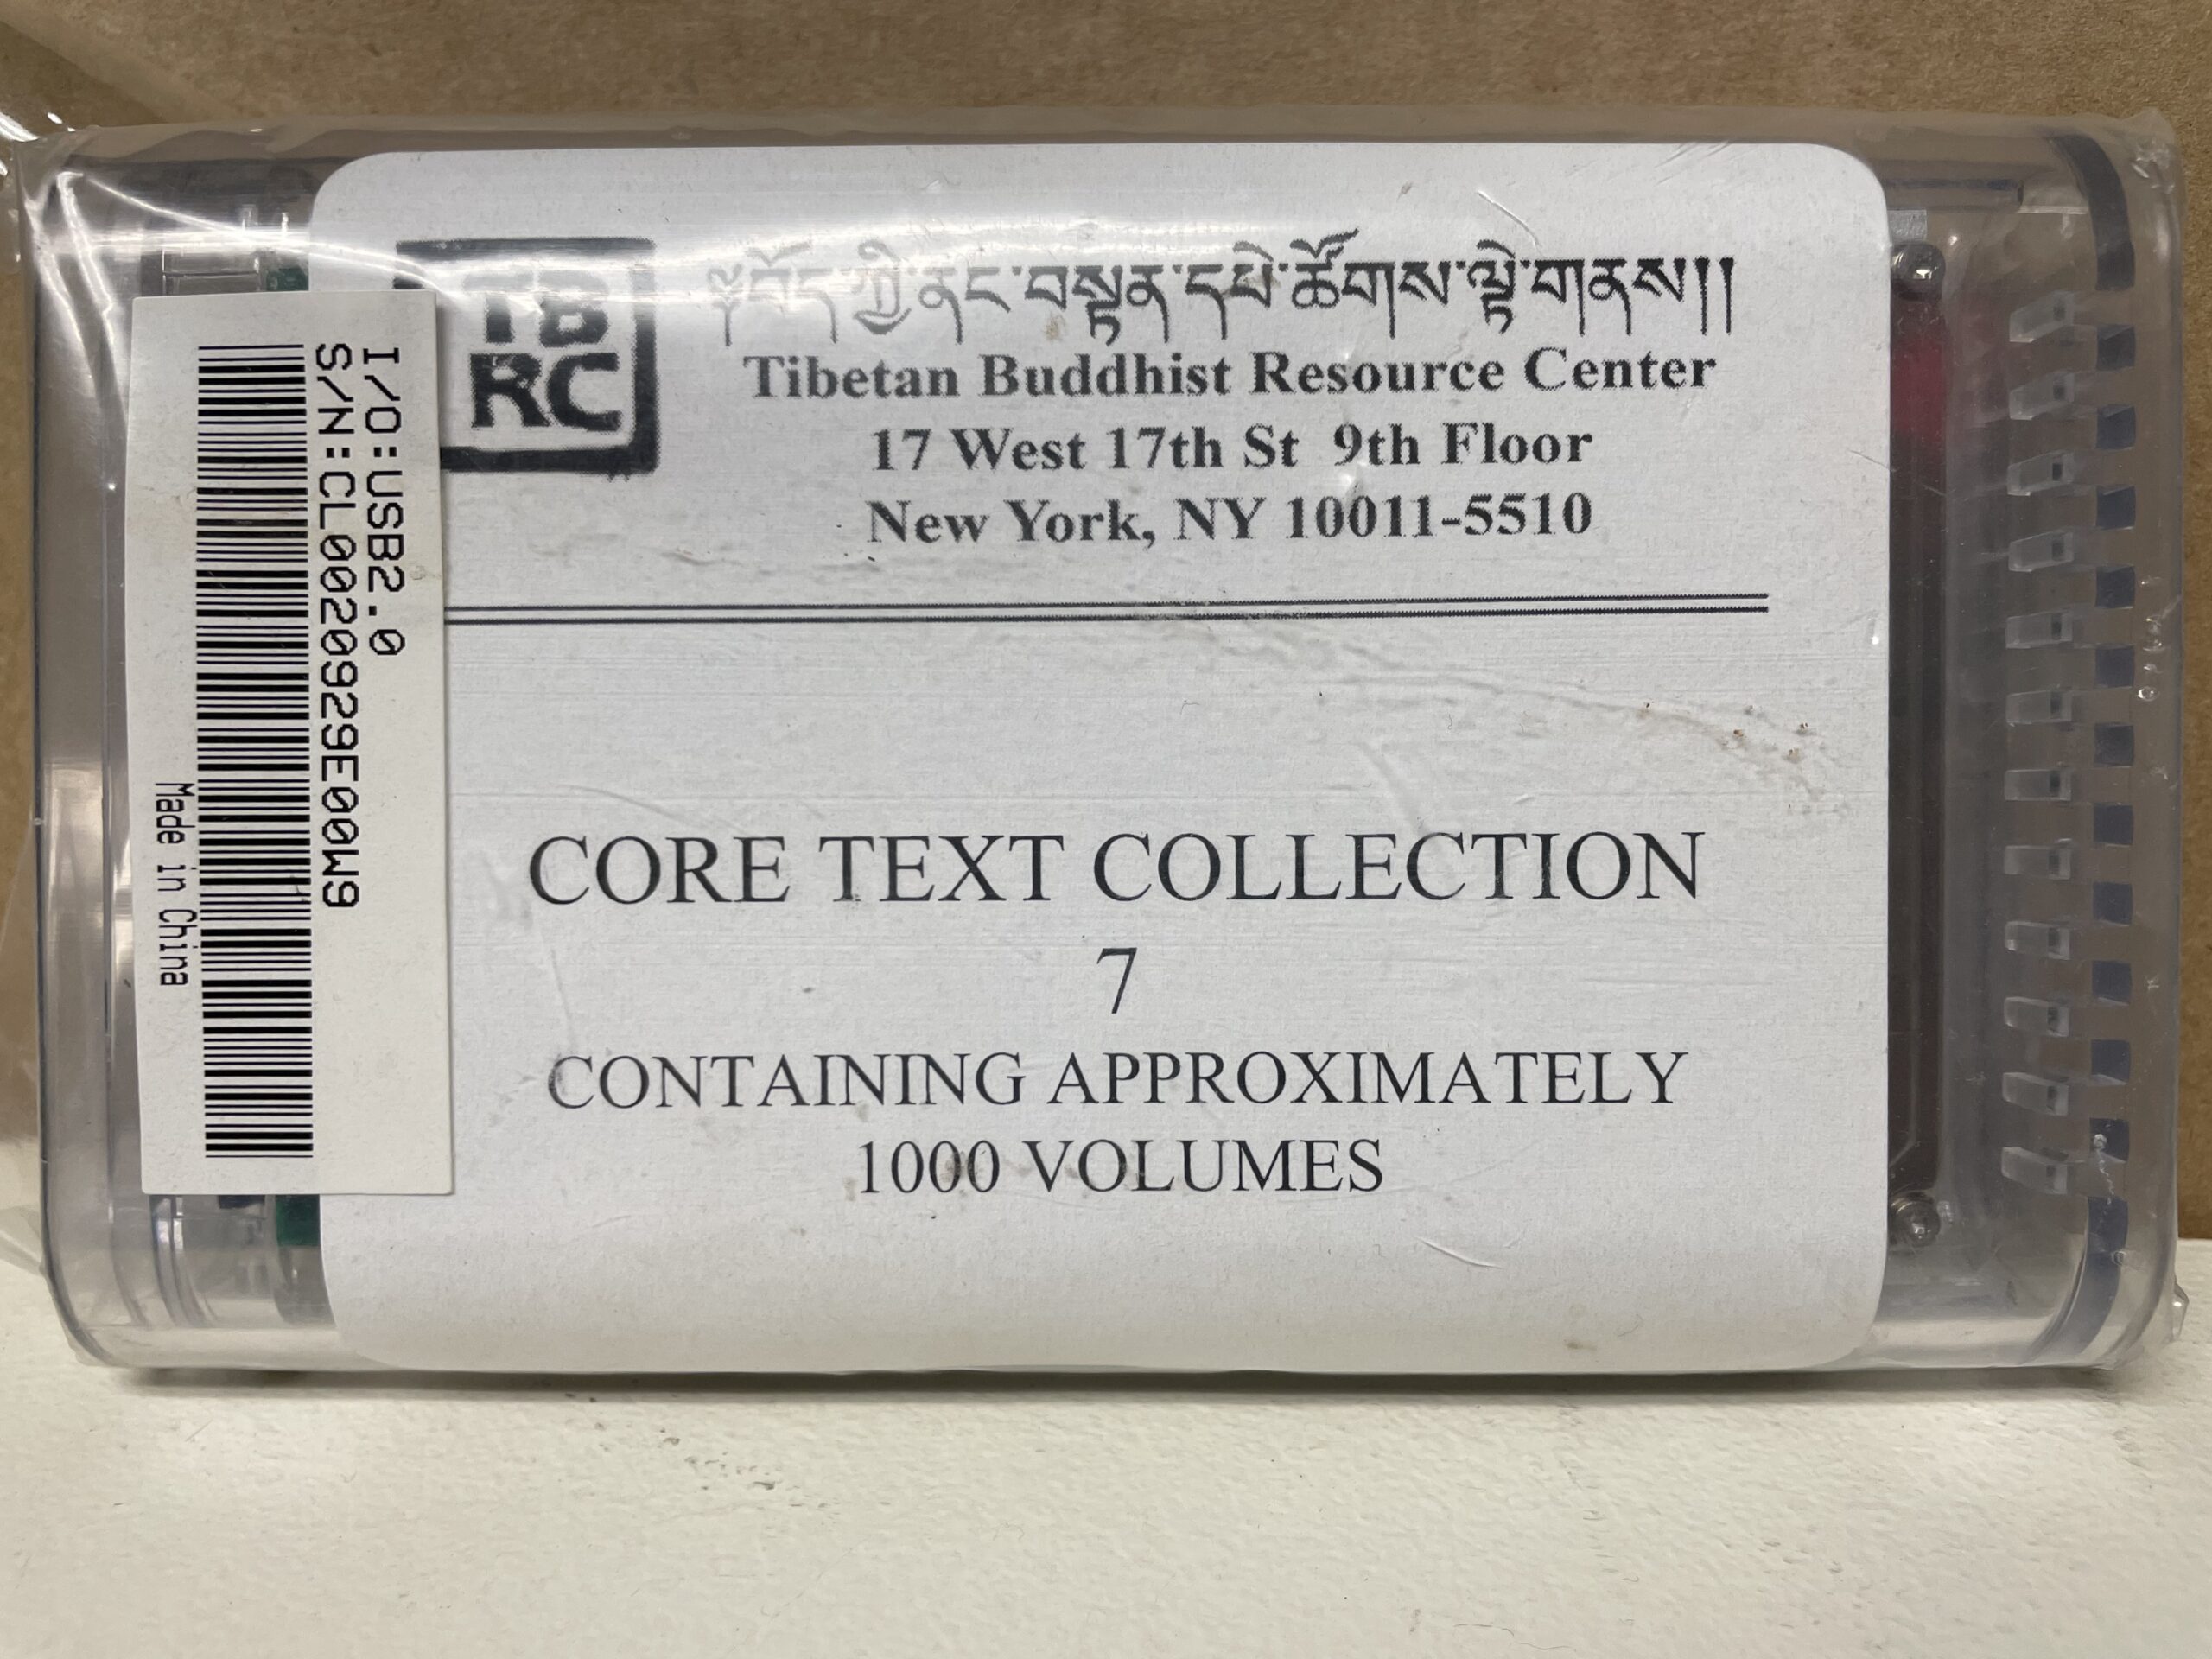 TB
RC
༄བོད་ཀྱི་ནང་བསྟན་དཔེ་ཚོགས་ལྟེ་གནས།།
Tibetan Buddhist Resource Center
17 West 17th St 9th Floor
New York, NY 10011-5510
CORE TEXT COLLECTION
7
CONTAINING APPROXIMATELY
1000 VOLUMES
I/O:USB2.0
S/N:CL0020929E00W9
Made in China